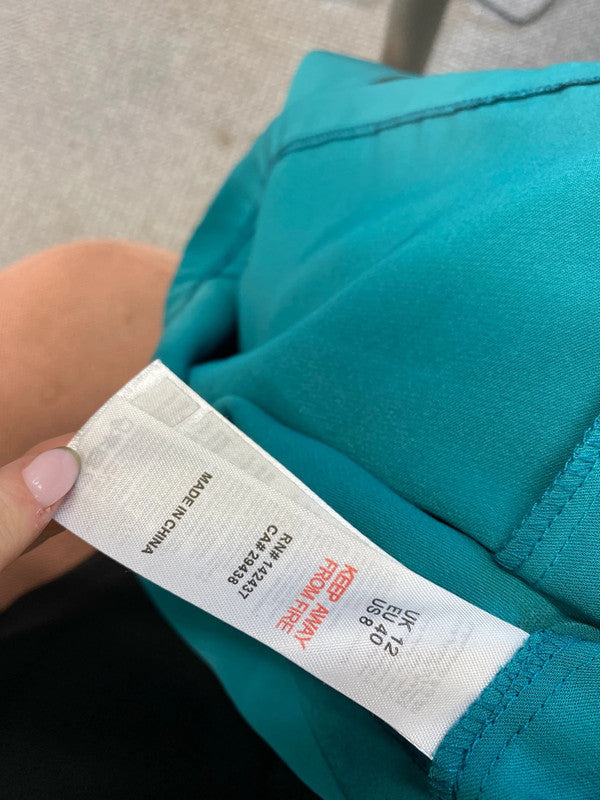 UK 12
EU 40
US 8
KEEP AWAY
FROM FIRE
RN# 142437
CA# 29438
MADE IN CHINA